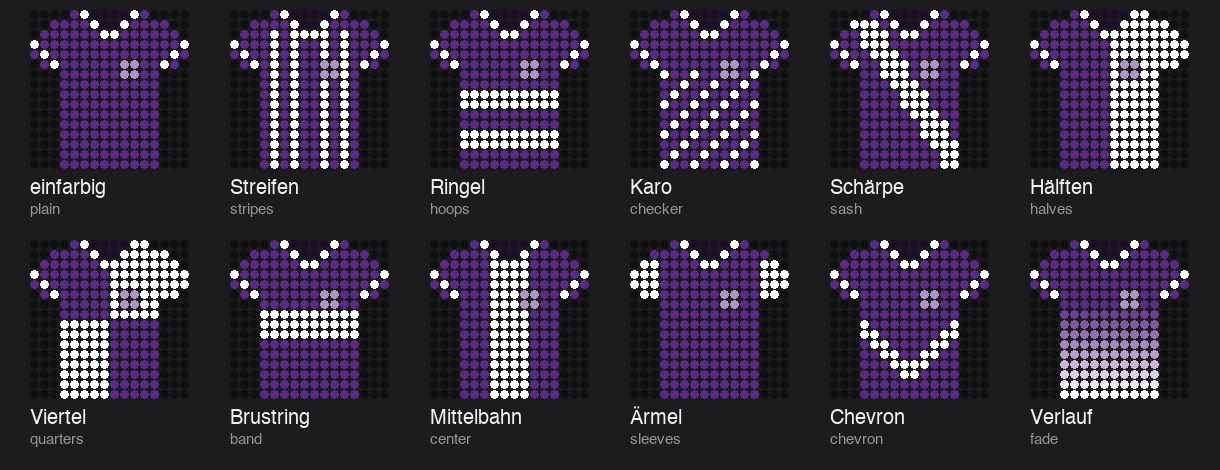 einfarbig
plain
Streifen
stripes
Ringel
hoops
Karo
checker
Schärpe
sash
Hälften
halves
Viertel
quarters
Brustring
band
Mittelbahn
center
Ärmel
sleeves
Chevron
chevron
Verlauf
fade